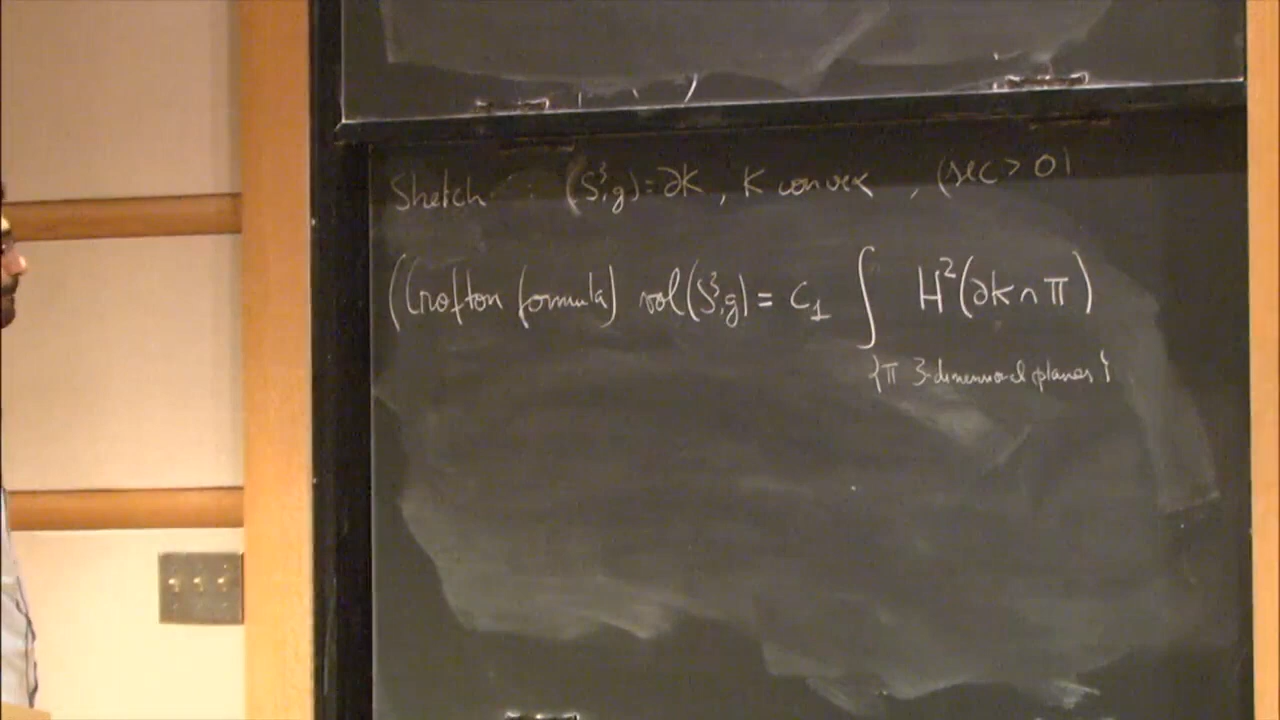 Sketch : (S³,g) = ∂K , K convex , (sec > 0)
(Crofton formula) vol(S³,g) = C₁ ∫ H²(∂K ∩ π)
{π 3-dimensional planes}